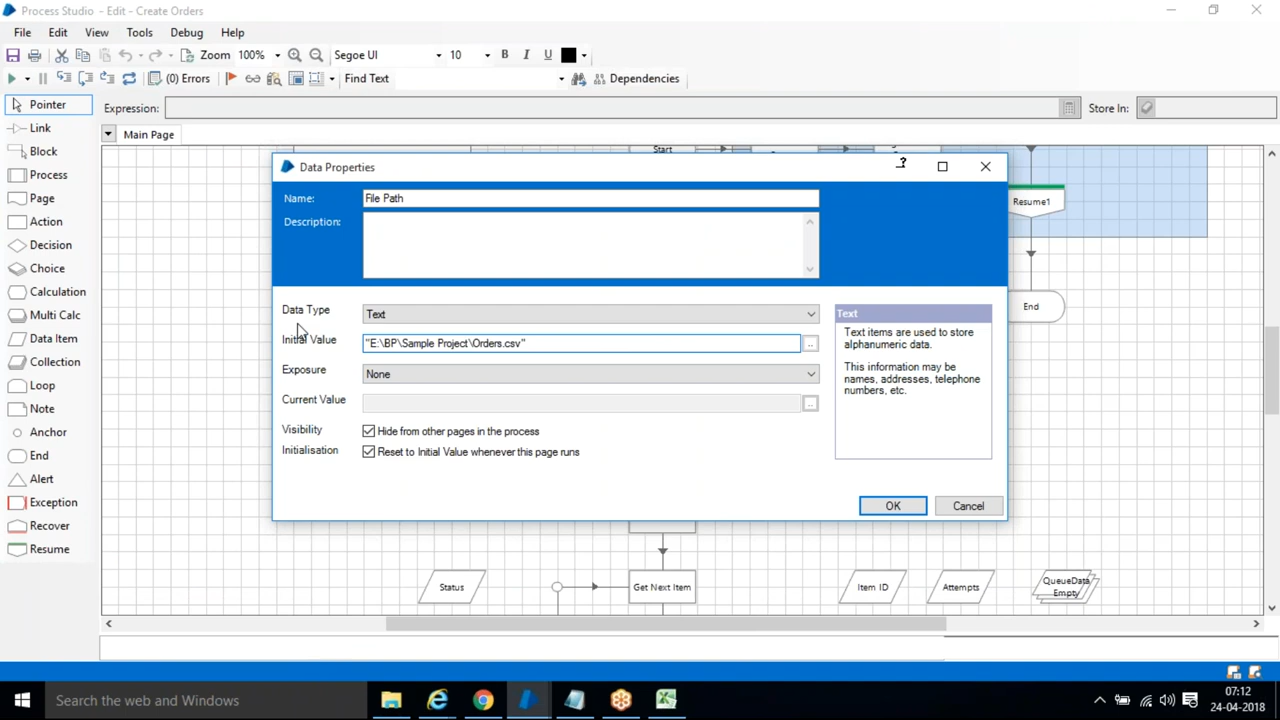 Process Studio - Edit - Create Orders
File Edit View Tools Debug Help
Zoom 100% Segoe UI 10 B I U
(0) Errors Find Text Dependencies
Pointer Expression: Store In:
Link Main Page
Block
Process
Page
Action
Decision
Choice
Calculation
Multi Calc
Data Item
Collection
Loop
Note
Anchor
End
Alert
Exception
Recover
Resume
Start
Resume1
End
Data Properties
Name: File Path
Description:
Data Type Text
Initial Value "E:\BP\Sample Project\Orders.csv"
Exposure None
Current Value
Visibility Hide from other pages in the process
Initialisation Reset to Initial Value whenever this page runs
Text
Text items are used to store
alphanumeric data.
This information may be
names, addresses, telephone
numbers, etc.
OK Cancel
Status Get Next Item Item ID Attempts QueueData
Empty
Search the web and Windows
07:12
24-04-2018